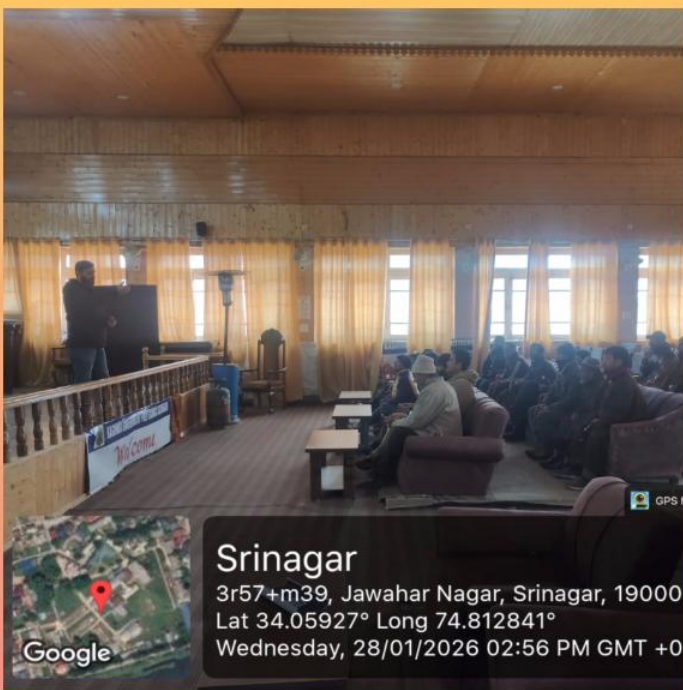 Welcome
GPS
Srinagar
3r57+m39, Jawahar Nagar, Srinagar, 19000
Lat 34.05927° Long 74.812841°
Wednesday, 28/01/2026 02:56 PM GMT +0
Google